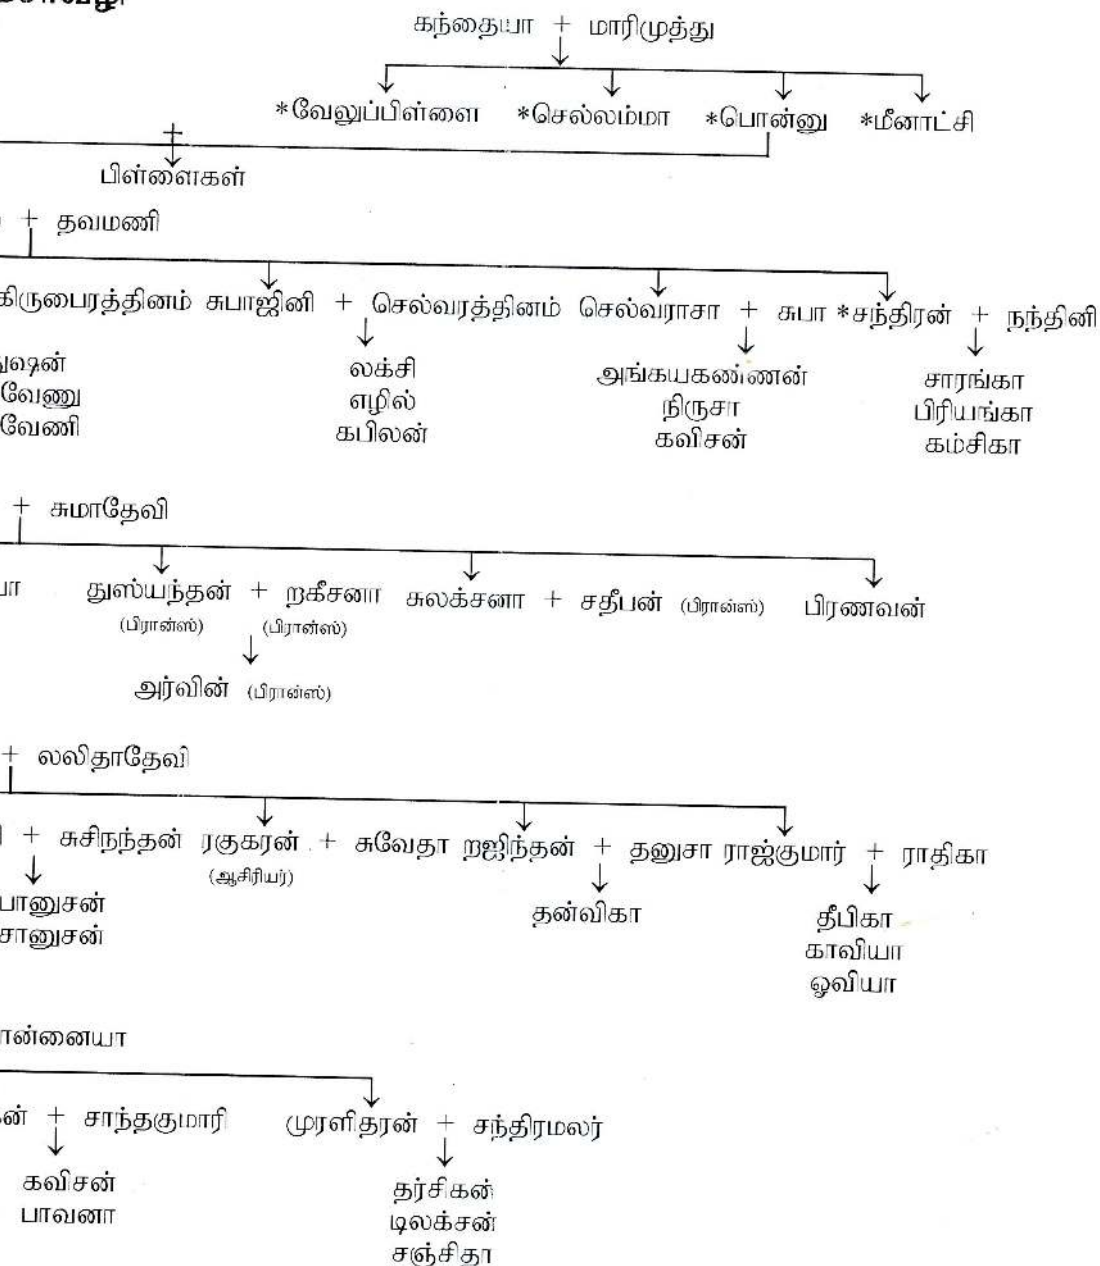 கந்தையா + மாரிமுத்து
*வேலுப்பிள்ளை *செல்லம்மா *பொன்னு *மீனாட்சி
+
பிள்ளைகள்
+ தவமணி
கிருபைரத்தினம் சுபாஜினி + செல்வரத்தினம் செல்வராசா + சுபா *சந்திரன் + நந்தினி
லக்சி அங்கயகண்ணன் சாரங்கா
வேணு எழில் நிருசா பிரியங்கா
வேணி கபிலன் கவிசன் கம்சிகா
+ சுமாதேவி
துஸ்யந்தன் + றகீசனா சுலக்சனா + சதீபன் (பிரான்ஸ்) பிரணவன்
(பிரான்ஸ்) (பிரான்ஸ்)
அர்வின் (பிரான்ஸ்)
+ லலிதாதேவி
+ சுசிநந்தன் ரகுகரன் + சுவேதா றஜிந்தன் + தனுசா ராஜ்குமார் + ராதிகா
(ஆசிரியர்)
பானுசன் தன்விகா தீபிகா
சானுசன் காவியா
ஓவியா
+ சாந்தகுமாரி முரளிதரன் + சந்திரமலர்
கவிசன் தர்சிகன்
பாவனா டிலக்சன்
சஞ்சிதா